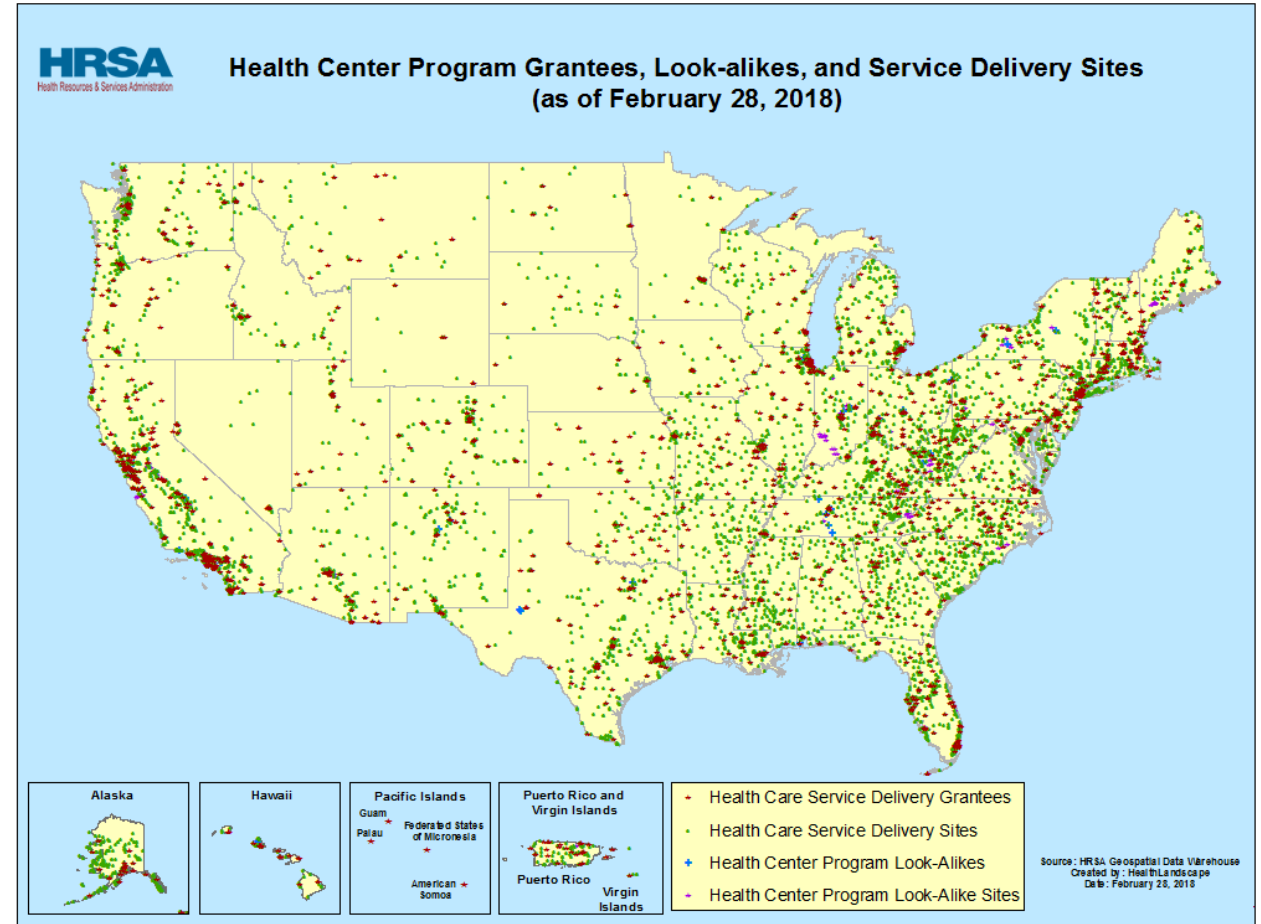 HRSA
Health Resources & Services Administration
Health Center Program Grantees, Look-alikes, and Service Delivery Sites
(as of February 28, 2018)
Alaska
Hawaii
Pacific Islands
Guam
Palau
Federated States
of Micronesia
American
Somoa
Puerto Rico and
Virgin Islands
Puerto Rico
Virgin
Islands
Health Care Service Delivery Grantees
Health Care Service Delivery Sites
Health Center Program Look-Alikes
Health Center Program Look-Alike Sites
Source: HRSA Geospatial Data Warehouse
Created by: HealthLandscape
Date: February 28, 2018